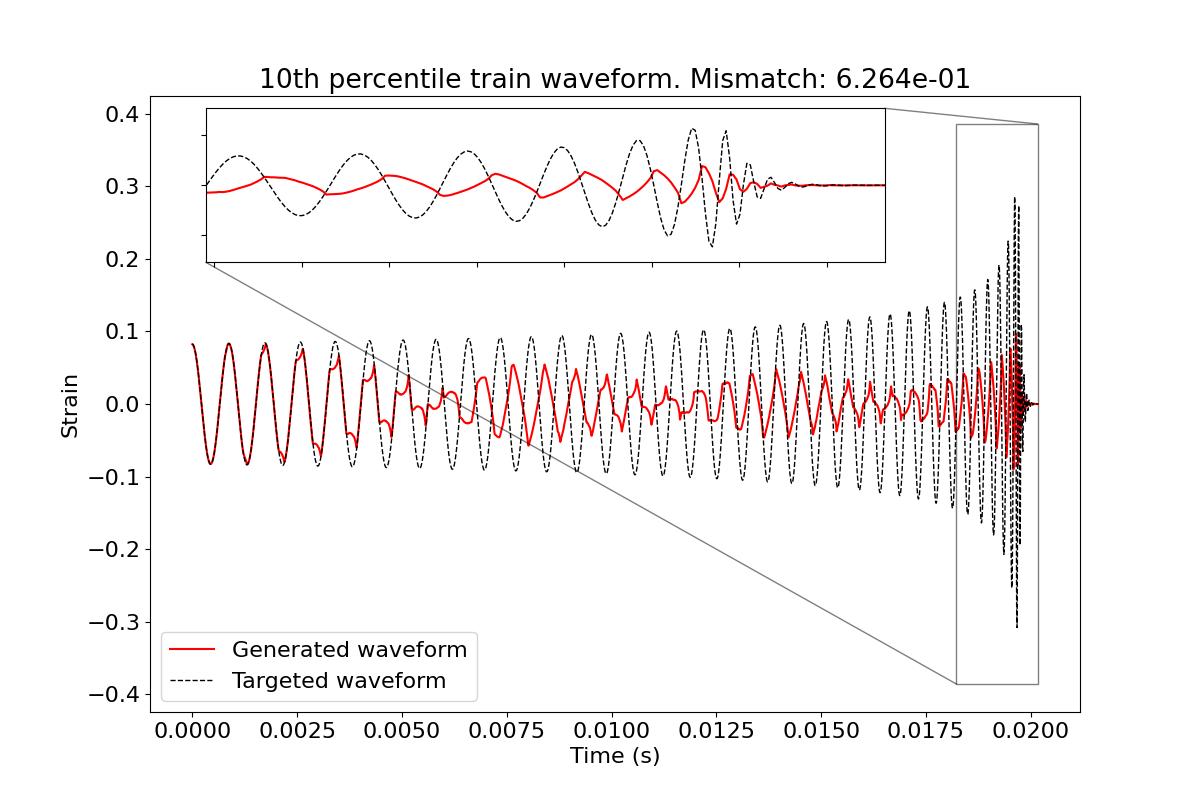 10th percentile train waveform. Mismatch: 6.264e-01
0.4
0.3
0.2
0.1
0.0
−0.1
−0.2
−0.3
−0.4
Strain
Generated waveform
Targeted waveform
0.0000 0.0025 0.0050 0.0075 0.0100 0.0125 0.0150 0.0175 0.0200
Time (s)